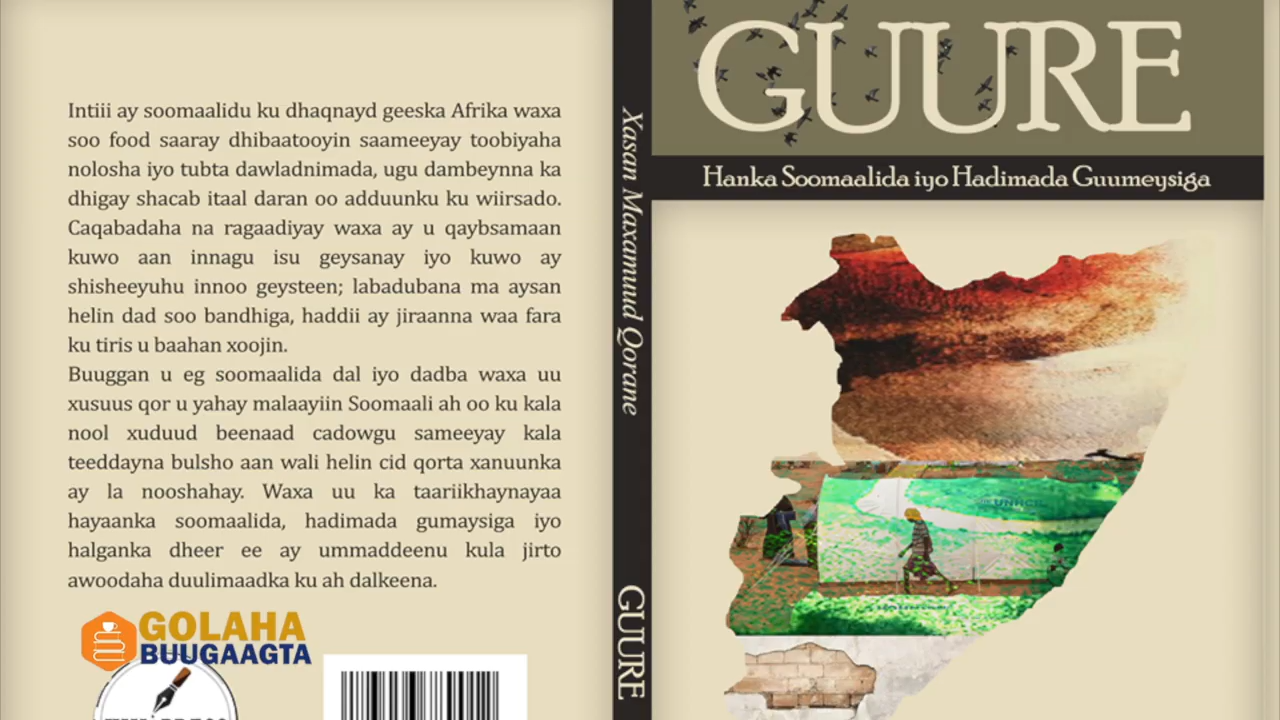 Intiii ay soomaalidu ku dhaqnayd geeska Afrika waxa
soo food saaray dhibaatooyin saameeyay toobiyaha
nolosha iyo tubta dawladnimada, ugu dambeynna ka
dhigay shacab itaal daran oo adduunku ku wiirsado.
Caqabadaha na ragaadiyay waxa ay u qaybsamaan
kuwo aan innagu isu geysanay iyo kuwo ay
shisheeyuhu innoo geysteen; labadubana ma aysan
helin dad soo bandhiga, haddii ay jiraanna waa fara
ku tiris u baahan xoojin.
Buuggan u eg soomaalida dal iyo dadba waxa uu
xusuus qor u yahay malaayiin Soomaali ah oo ku kala
nool xuduud beenaad cadowgu sameeyay kala
teeddayna bulsho aan wali helin cid qorta xanuunka
ay la nooshahay. Waxa uu ka taariikhaynayaa
hayaanka soomaalida, hadimada gumaysiga iyo
halganka dheer ee ay ummaddeenu kula jirto
awoodaha duulimaadka ku ah dalkeena.
GOLAHA
BUUGAAGTA
Xasan Maxamuud Qorane
GUURE
GUURE
Hanka Soomaalida iyo Hadimada Guumeysiga
UNHCR